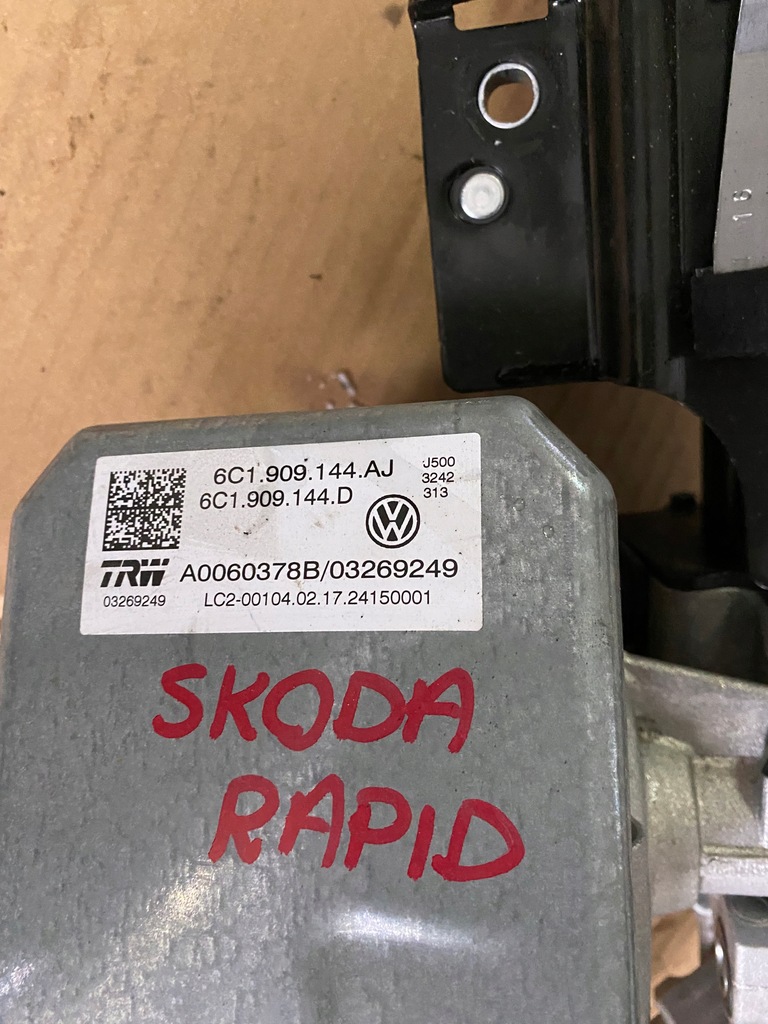 16
6C1.909.144.AJ
6C1.909.144.D
J500
3242
313
TRW
A0060378B/03269249
03269249
LC2-00104.02.17.24150001
SKODA
RAPID